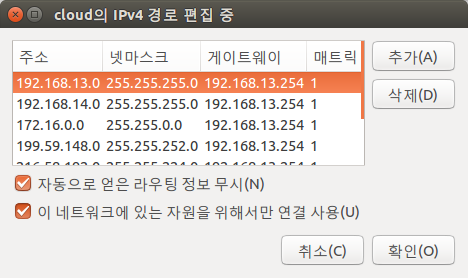 cloud의 IPv4 경로 편집 중
주소 넷마스크 게이트웨이 매트릭
192.168.13.0 255.255.255.0 192.168.13.254 1
192.168.14.0 255.255.255.0 192.168.13.254 1
172.16.0.0 255.255.0.0 192.168.13.254 1
199.59.148.0 255.255.252.0 192.168.13.254 1
추가(A)
삭제(D)
자동으로 얻은 라우팅 정보 무시(N)
이 네트워크에 있는 자원을 위해서만 연결 사용(U)
취소(C) 확인(O)